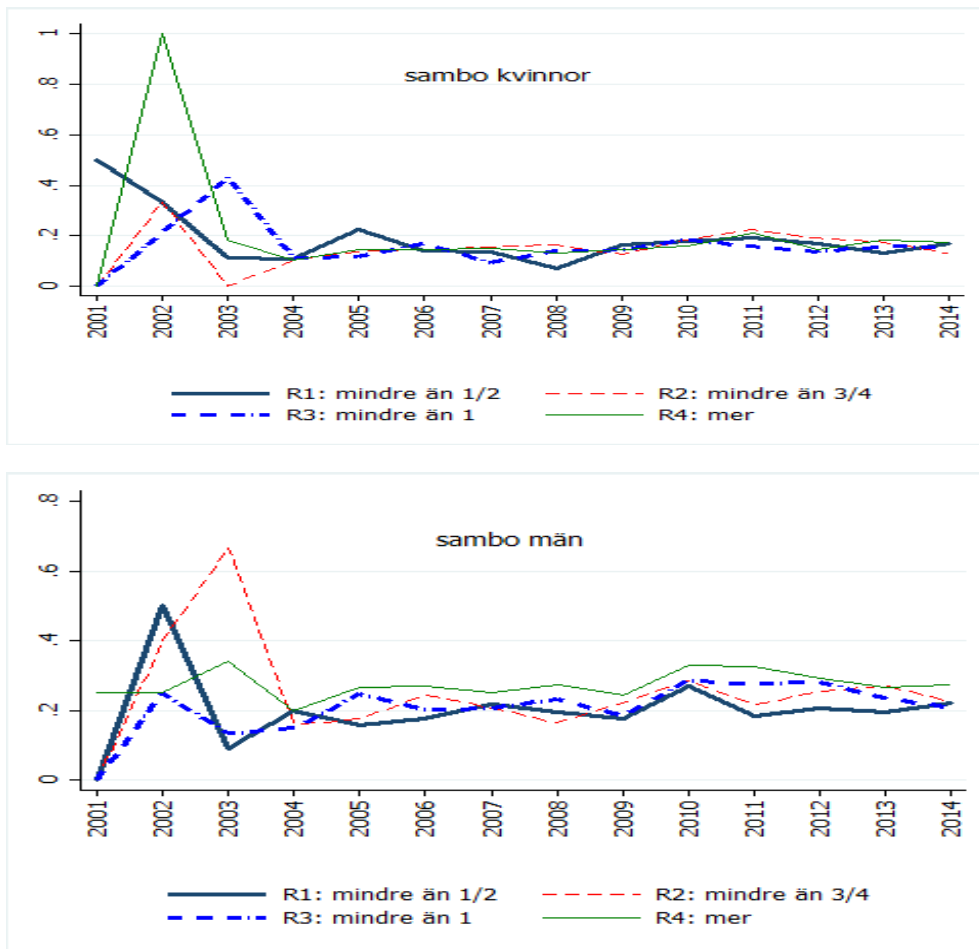 1
.8
.6
.4
.2
0
sambo kvinnor
2001 2002 2003 2004 2005 2006 2007 2008 2009 2010 2011 2012 2013 2014
R1: mindre än 1/2 R2: mindre än 3/4
R3: mindre än 1 R4: mer
.8
.6
.4
.2
0
sambo män
2001 2002 2003 2004 2005 2006 2007 2008 2009 2010 2011 2012 2013 2014
R1: mindre än 1/2 R2: mindre än 3/4
R3: mindre än 1 R4: mer